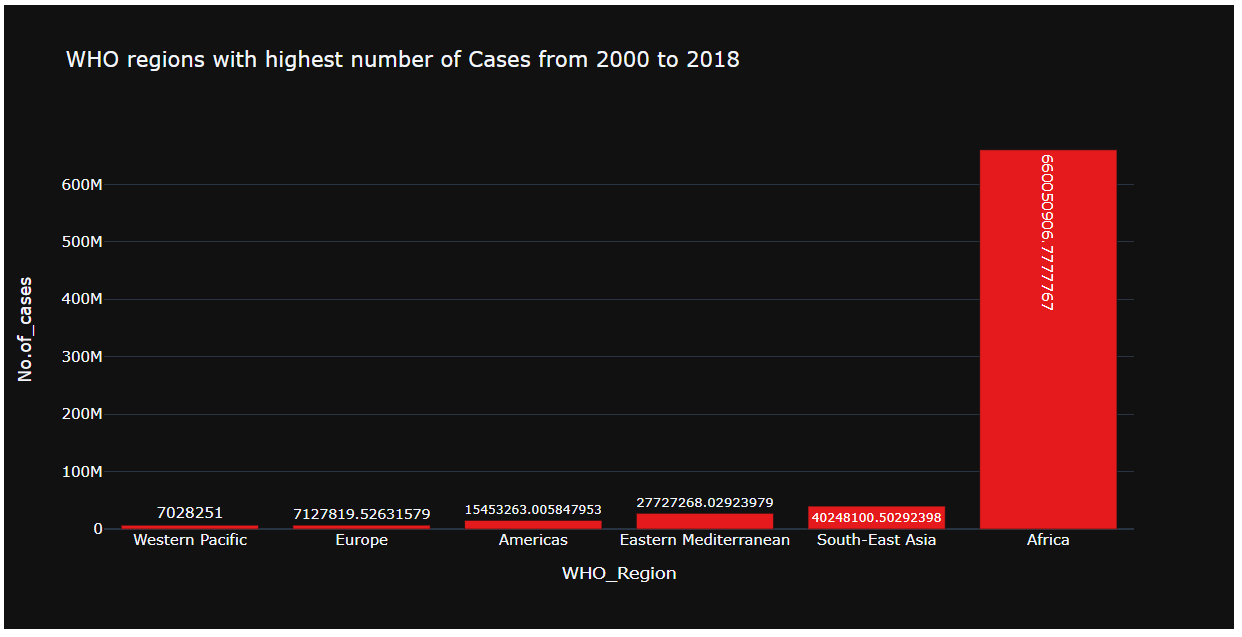 WHO regions with highest number of Cases from 2000 to 2018
600M
500M
400M
300M
200M
100M
0
No.of_cases
7028251
7127819.52631579
15453263.005847953
27727268.02923979
40248100.50292398
660050906.7777767
Western Pacific
Europe
Americas
Eastern Mediterranean
South-East Asia
Africa
WHO_Region